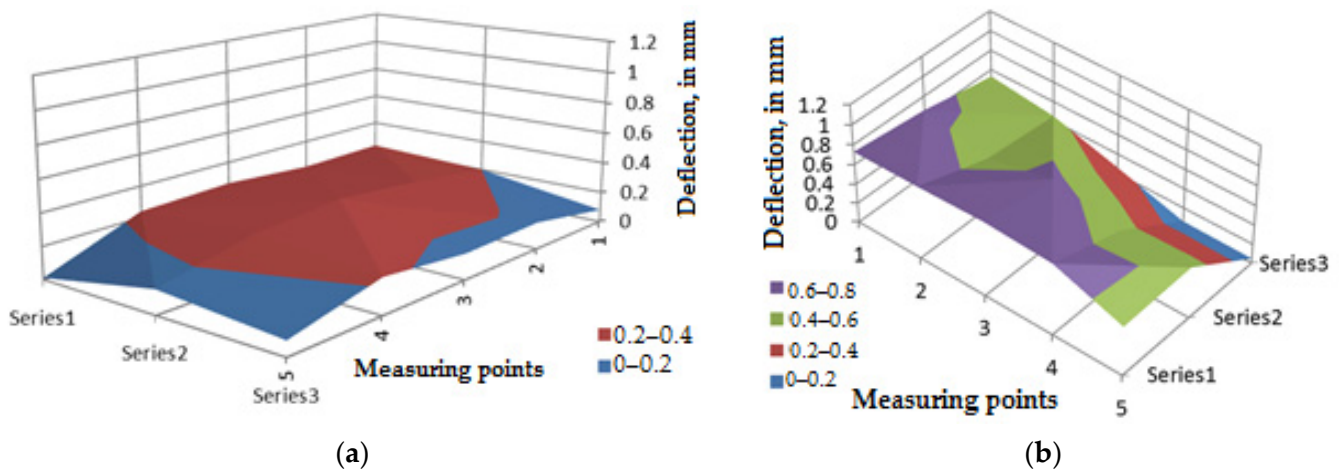 1.2
1
0.8
0.6
0.4
0.2
0
Deflection, in mm
1
2
3
4
5
Series1
Series2
Series3
Measuring points
0.2–0.4
0–0.2
(a)
Deflection, in mm
1.2
1
0.8
0.6
0.4
0.2
0
1
2
3
4
5
Series3
Series2
Series1
0.6–0.8
0.4–0.6
0.2–0.4
0–0.2
Measuring points
(b)